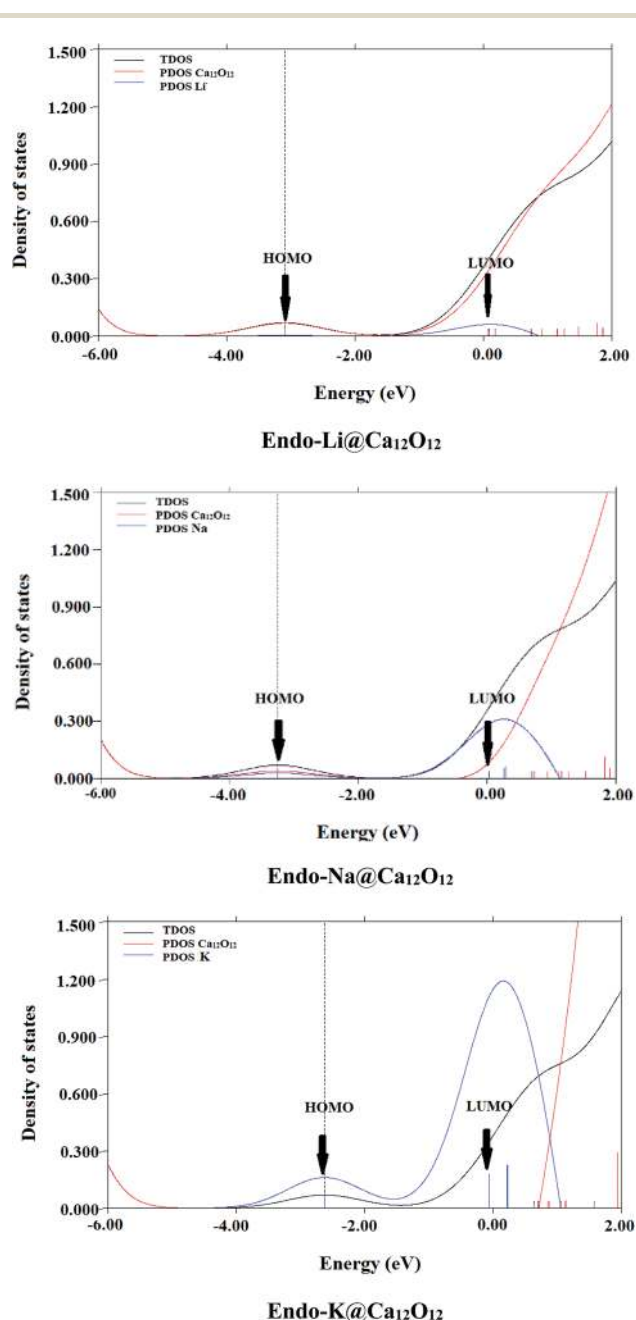 1.500
TDOS
PDOS Ca₁₂O₁₂
PDOS Li
1.200
0.900
0.600
0.300
0.000
Density of states
HOMO
LUMO
-6.00 -4.00 -2.00 0.00 2.00
Energy (eV)
Endo-Li@Ca₁₂O₁₂
1.500
TDOS
PDOS Ca₁₂O₁₂
PDOS Na
1.200
0.900
0.600
0.300
0.000
Density of states
HOMO
LUMO
-6.00 -4.00 -2.00 0.00 2.00
Energy (eV)
Endo-Na@Ca₁₂O₁₂
1.500
TDOS
PDOS Ca₁₂O₁₂
PDOS K
1.200
0.900
0.600
0.300
0.000
Density of states
HOMO
LUMO
-6.00 -4.00 -2.00 0.00 2.00
Energy (eV)
Endo-K@Ca₁₂O₁₂